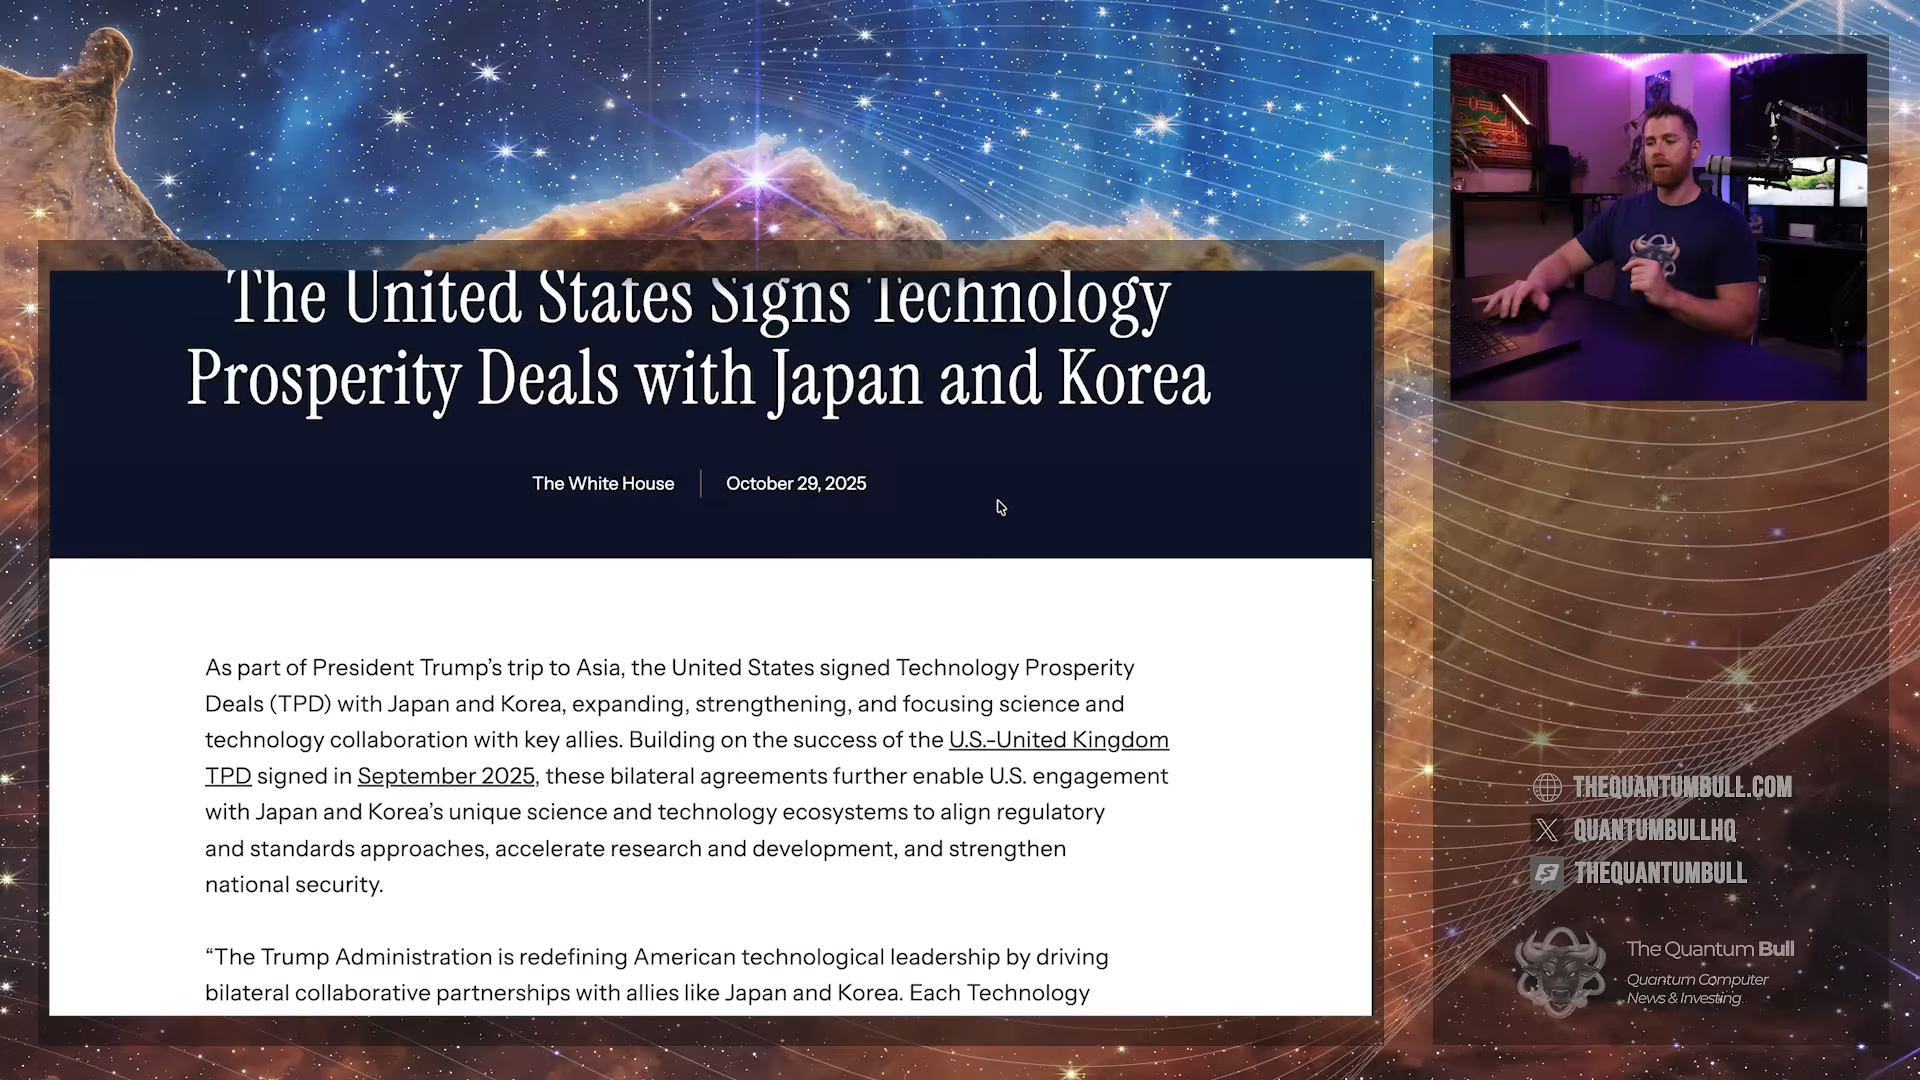 The United States Signs Technology
Prosperity Deals with Japan and Korea
The White House
October 29, 2025
As part of President Trump’s trip to Asia, the United States signed Technology Prosperity
Deals (TPD) with Japan and Korea, expanding, strengthening, and focusing science and
technology collaboration with key allies. Building on the success of the U.S.-United Kingdom
TPD signed in September 2025, these bilateral agreements further enable U.S. engagement
with Japan and Korea’s unique science and technology ecosystems to align regulatory
and standards approaches, accelerate research and development, and strengthen
national security.
“The Trump Administration is redefining American technological leadership by driving
bilateral collaborative partnerships with allies like Japan and Korea. Each Technology
THEQUANTUMBULL.COM
QUANTUMBULLHQ
THEQUANTUMBULL
The Quantum Bull
Quantum Computer
News & Investing